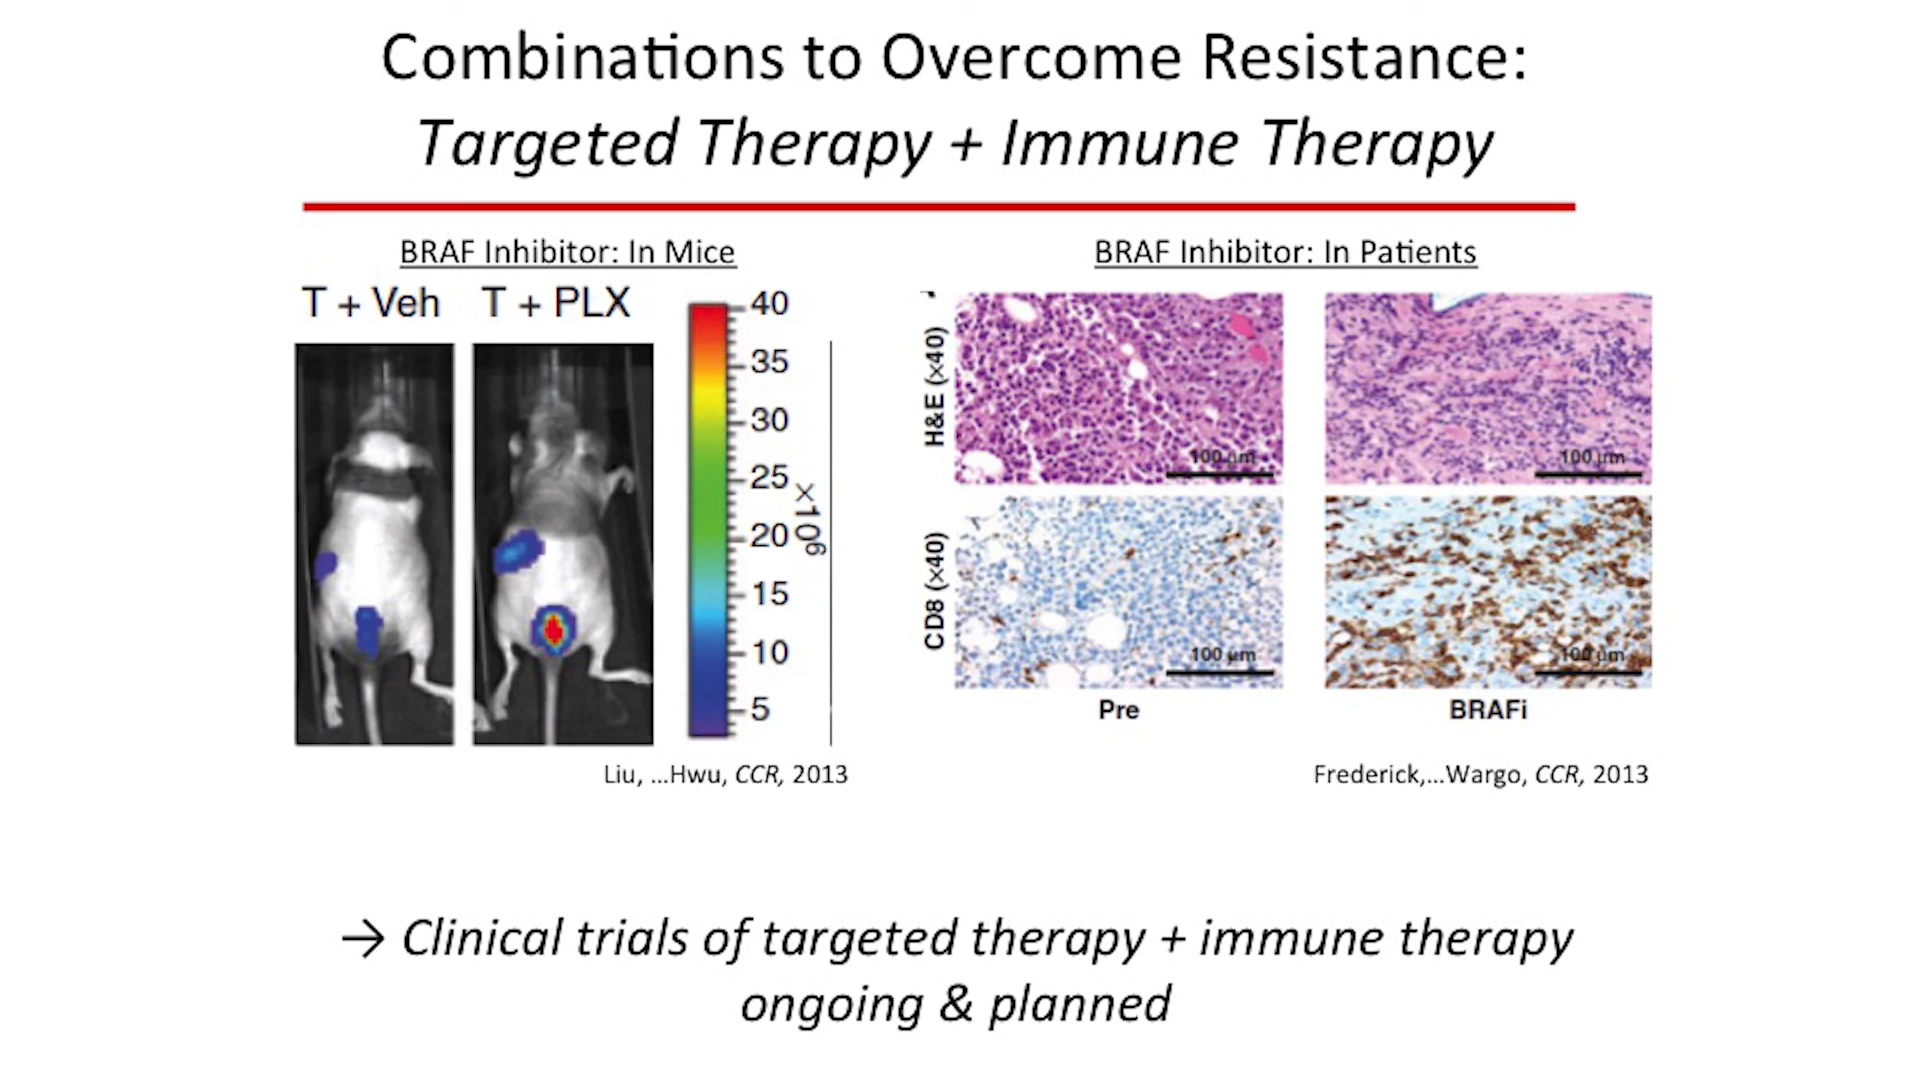 Combinations to Overcome Resistance:
Targeted Therapy + Immune Therapy
BRAF Inhibitor: In Mice
T + Veh
T + PLX
40
35
30
25
20
15
10
5
×10⁶
Liu, ...Hwu, CCR, 2013
BRAF Inhibitor: In Patients
H&E (×40)
100 µm
100 µm
CD8 (×40)
100 µm
100 µm
Pre
BRAFi
Frederick,...Wargo, CCR, 2013
→ Clinical trials of targeted therapy + immune therapy
ongoing & planned